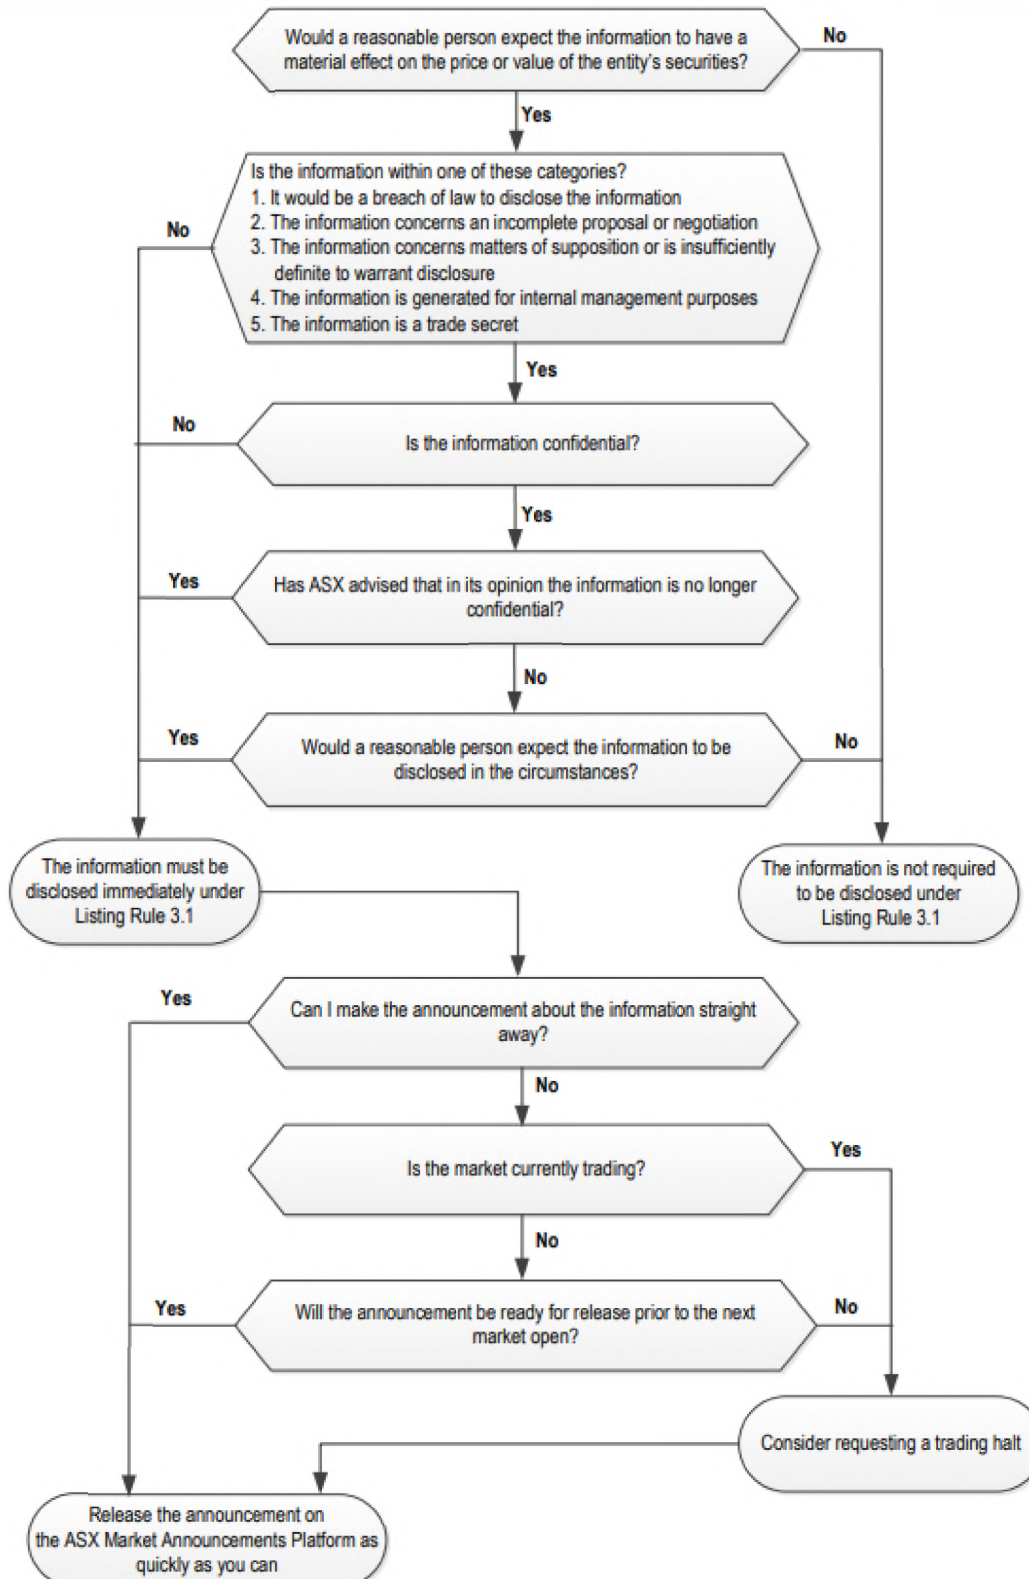 Would a reasonable person expect the information to have a
material effect on the price or value of the entity's securities?
No
Yes
Is the information within one of these categories?
1. It would be a breach of law to disclose the information
2. The information concerns an incomplete proposal or negotiation
3. The information concerns matters of supposition or is insufficiently
definite to warrant disclosure
4. The information is generated for internal management purposes
5. The information is a trade secret
No
Yes
No
Is the information confidential?
Yes
Yes
Has ASX advised that in its opinion the information is no longer
confidential?
No
Yes
Would a reasonable person expect the information to be
disclosed in the circumstances?
No
The information must be
disclosed immediately under
Listing Rule 3.1
The information is not required
to be disclosed under
Listing Rule 3.1
Yes
Can I make the announcement about the information straight
away?
No
Is the market currently trading?
Yes
No
Yes
Will the announcement be ready for release prior to the next
market open?
No
Consider requesting a trading halt
Release the announcement on
the ASX Market Announcements Platform as
quickly as you can